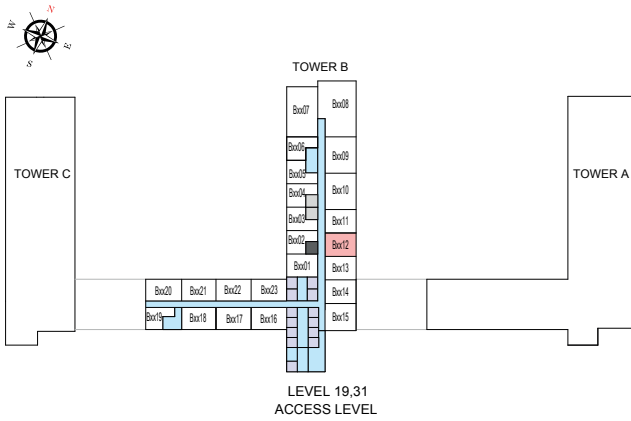 N
W
E
S
TOWER B
TOWER C
TOWER A
Bxx07
Bxx08
Bxx06
Bxx09
Bxx05
Bxx04
Bxx10
Bxx03
Bxx11
Bxx02
Bxx12
Bxx01
Bxx13
Bxx20
Bxx21
Bxx22
Bxx23
Bxx14
Bxx19
Bxx18
Bxx17
Bxx16
Bxx15
LEVEL 19,31
ACCESS LEVEL